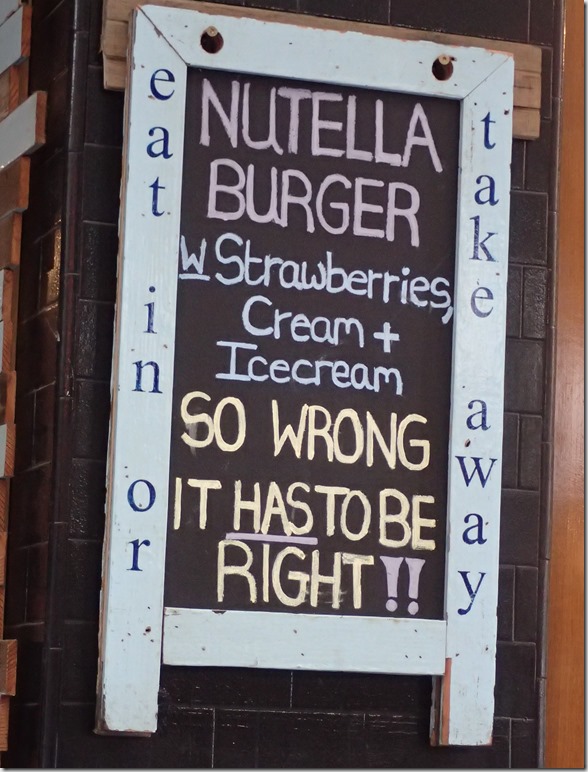 eat in or
NUTELLA
BURGER
W Strawberries,
Cream +
Icecream
SO WRONG
IT HAS TO BE
RIGHT!!
take away